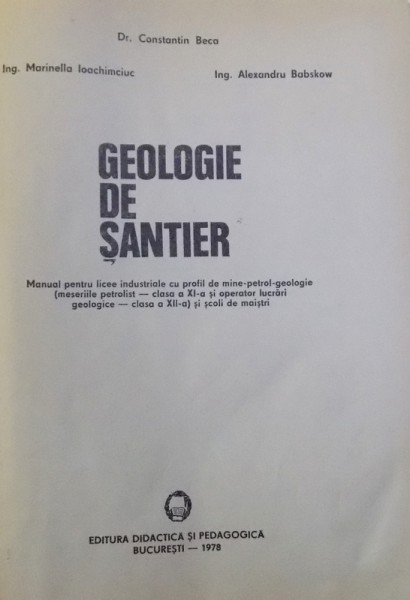 Dr. Constantin Beca
Ing. Marinella Ioachimciuc Ing. Alexandru Babskow
GEOLOGIE
DE
ȘANTIER
Manual pentru licee industriale cu profil de mine-petrol-geologie
(meseriile petrolist — clasa a XI-a și operator lucrări
geologice — clasa a XII-a) și școli de maiștri
EDITURA DIDACTICA ȘI PEDAGOGICĂ
BUCUREȘTI — 1978